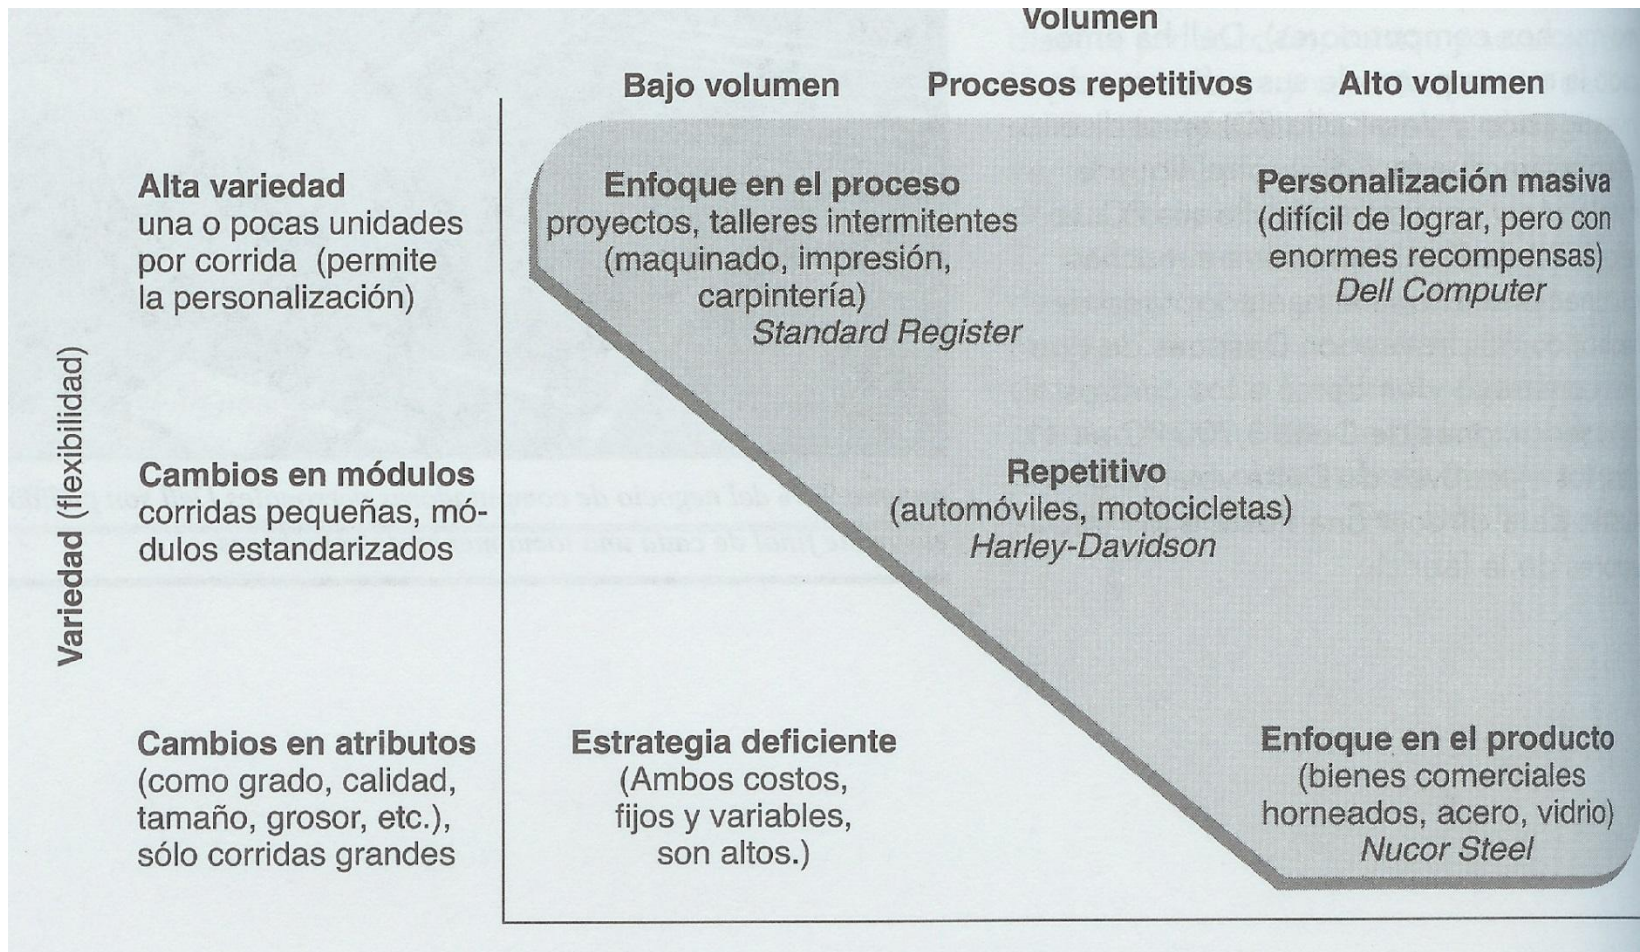 Volumen
Bajo volumen
Procesos repetitivos
Alto volumen
Alta variedad
una o pocas unidades
por corrida (permite
la personalización)
Enfoque en el proceso
proyectos, talleres intermitentes
(maquinado, impresión,
carpintería)
Standard Register
Personalización masiva
(difícil de lograr, pero con
enormes recompensas)
Dell Computer
Variedad (flexibilidad)
Cambios en módulos
corridas pequeñas, mó-
dulos estandarizados
Repetitivo
(automóviles, motocicletas)
Harley-Davidson
Cambios en atributos
(como grado, calidad,
tamaño, grosor, etc.),
sólo corridas grandes
Estrategia deficiente
(Ambos costos,
fijos y variables,
son altos.)
Enfoque en el producto
(bienes comerciales
horneados, acero, vidrio)
Nucor Steel